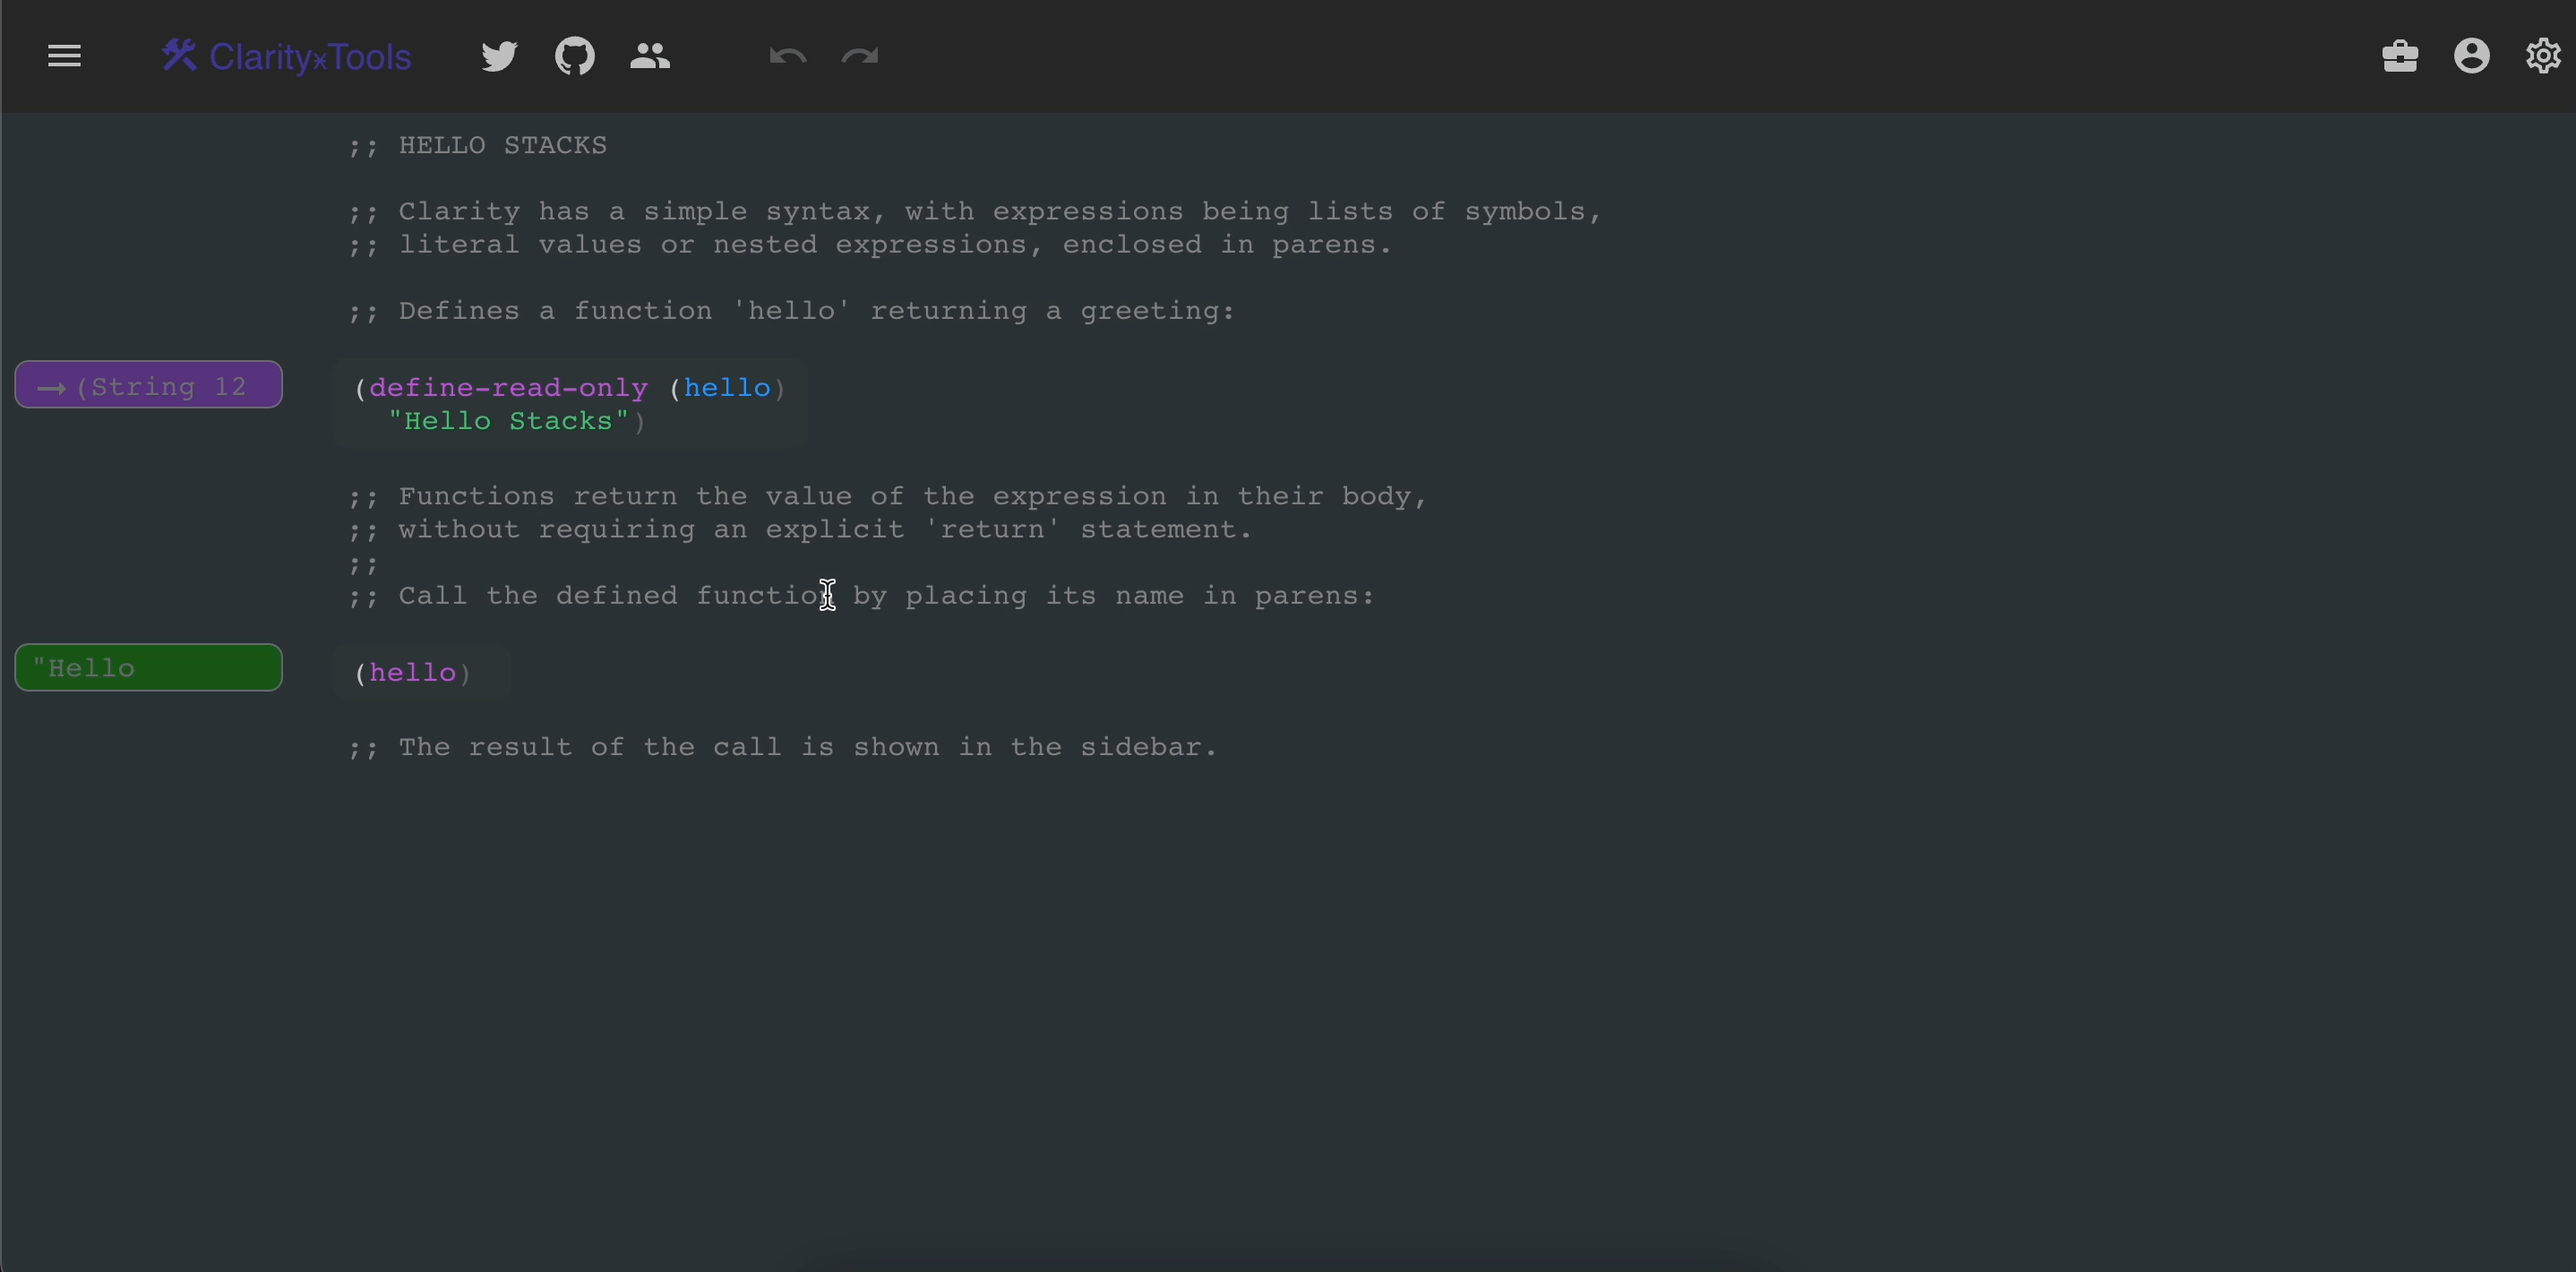 Clarity⚒Tools
;; HELLO STACKS
;; Clarity has a simple syntax, with expressions being lists of symbols,
;; literal values or nested expressions, enclosed in parens.
;; Defines a function 'hello' returning a greeting:
→(String 12
(define-read-only (hello)
"Hello Stacks")
;; Functions return the value of the expression in their body,
;; without requiring an explicit 'return' statement.
;;
;; Call the defined function by placing its name in parens:
"Hello
(hello)
;; The result of the call is shown in the sidebar.